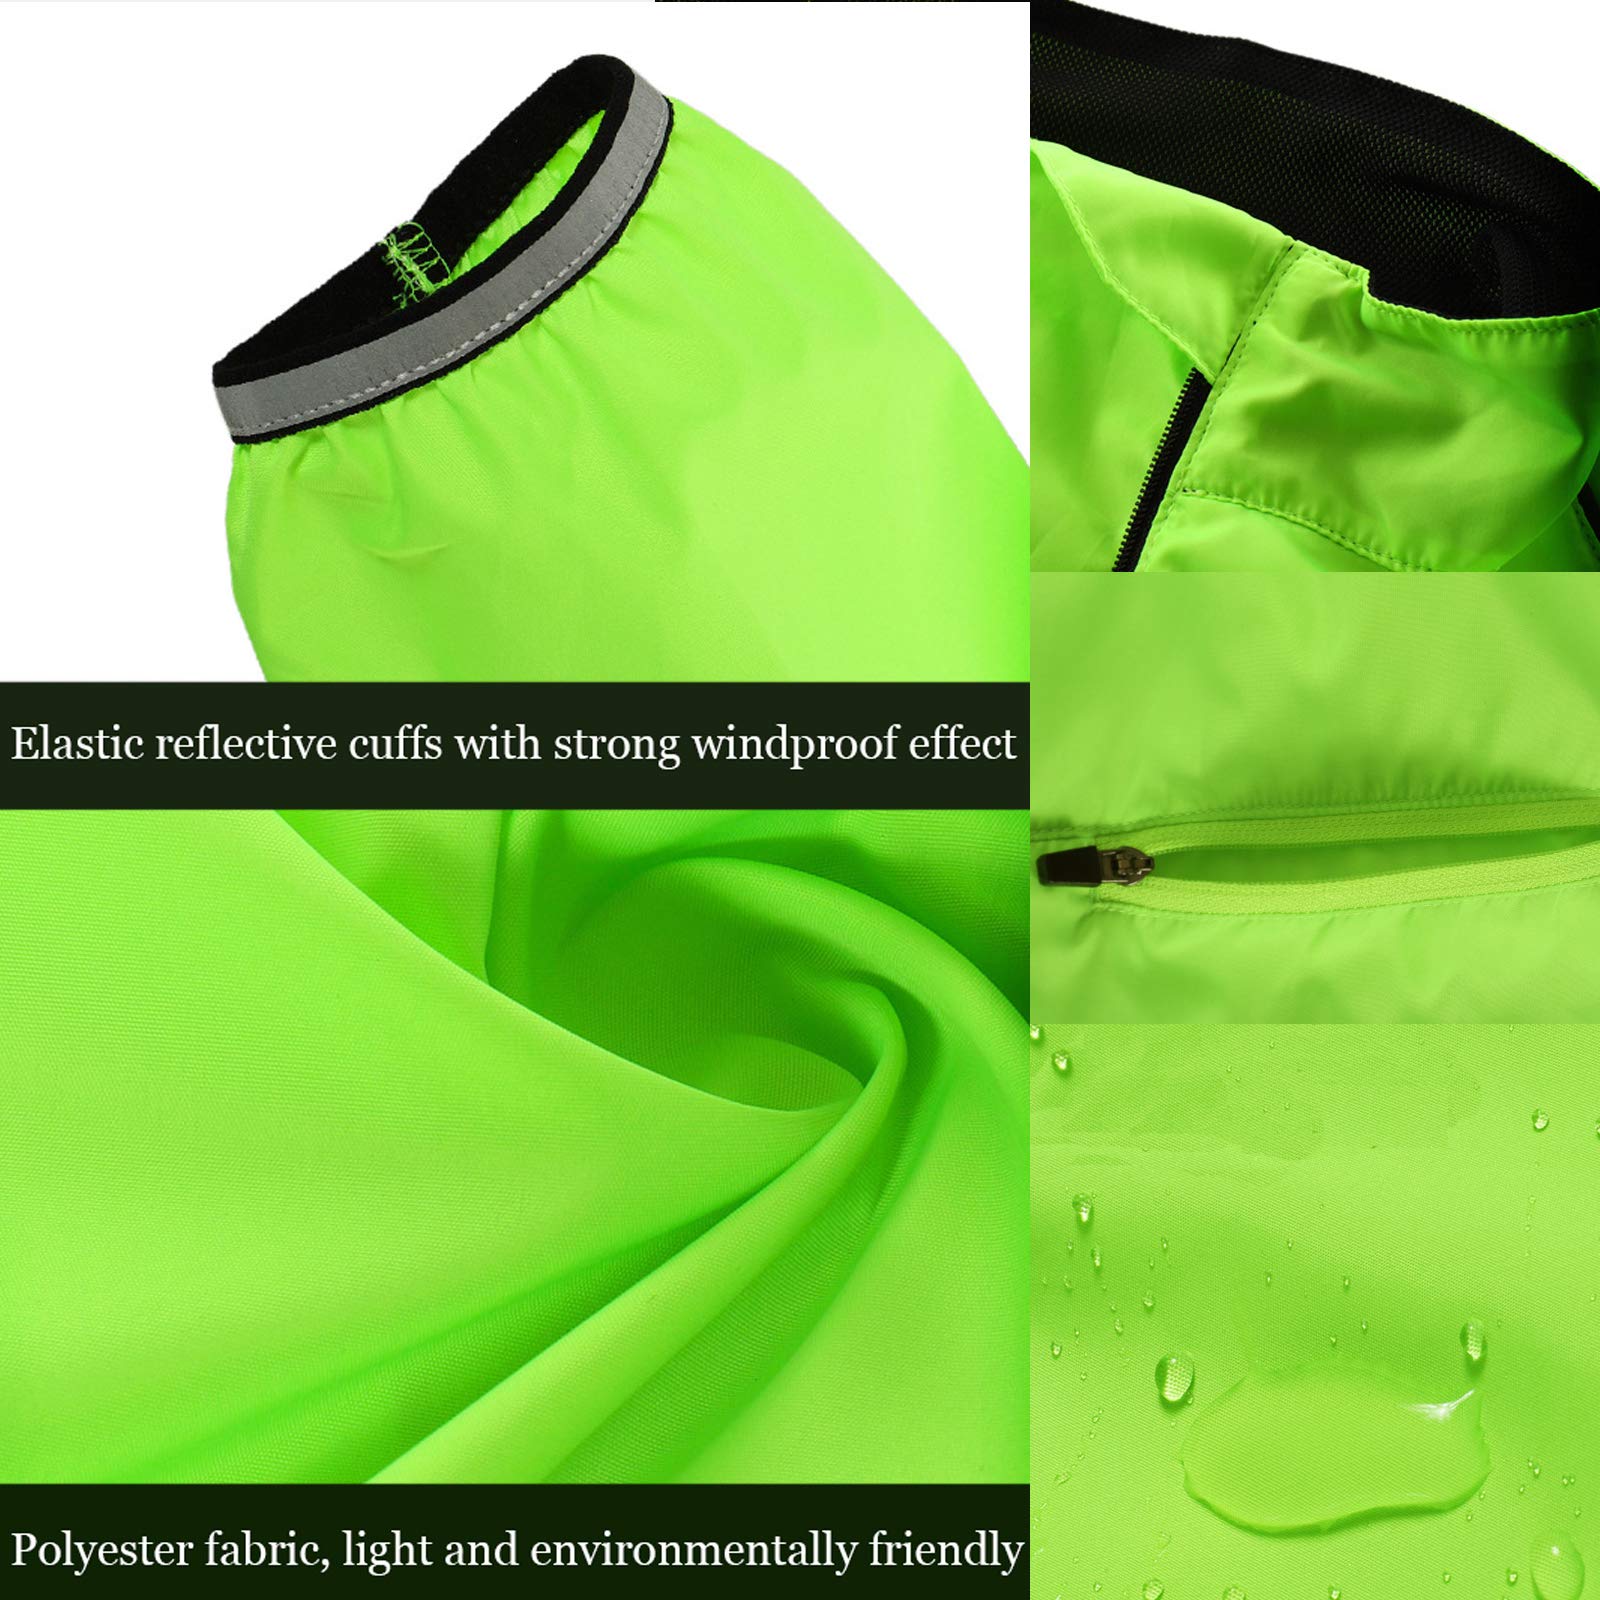 Elastic reflective cuffs with strong windproof effect
Polyester fabric, light and environmentally friendly